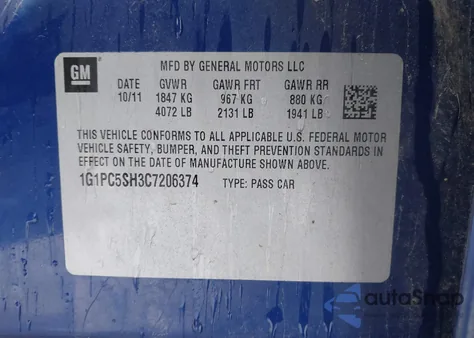 GM
MFD BY GENERAL MOTORS LLC
DATE GVWR GAWR FRT GAWR RR
10/11 1847 KG 967 KG 880 KG
4072 LB 2131 LB 1941 LB
THIS VEHICLE CONFORMS TO ALL APPLICABLE U.S. FEDERAL MOTOR
VEHICLE SAFETY, BUMPER, AND THEFT PREVENTION STANDARDS IN
EFFECT ON THE DATE OF MANUFACTURE SHOWN ABOVE.
1G1PC5SH3C7206374 TYPE: PASS CAR
autoSnap